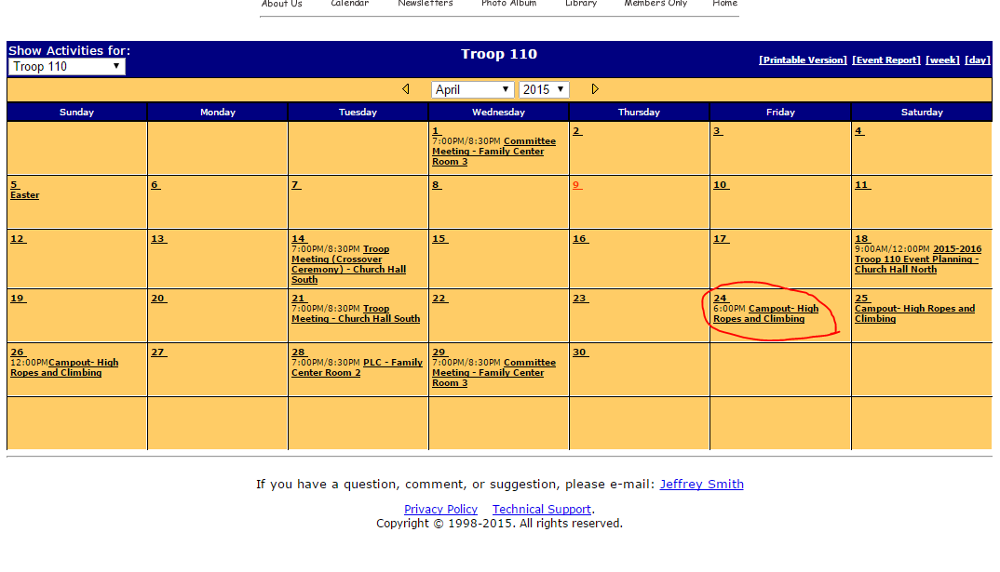 About Us Calendar Newsletters Photo Album Library Members Only Home
Show Activities for:
Troop 110
Troop 110
[Printable Version] [Event Report] [week] [day]
April 2015
Sunday Monday Tuesday Wednesday Thursday Friday Saturday
1
7:00PM/8:30PM Committee
Meeting - Family Center
Room 3
2
3
4
5
Easter
6
7
8
9
10
11
12
13
14
7:00PM/8:30PM Troop
Meeting (Crossover
Ceremony) - Church Hall
South
15
16
17
18
9:00AM/12:00PM 2015-2016
Troop 110 Event Planning -
Church Hall North
19
20
21
7:00PM/8:30PM Troop
Meeting - Church Hall South
22
23
24
6:00PM Campout- High
Ropes and Climbing
25
Campout- High Ropes and
Climbing
26
12:00PMCampout- High
Ropes and Climbing
27
28
7:00PM/8:30PM PLC - Family
Center Room 2
29
7:00PM/8:30PM Committee
Meeting - Family Center
Room 3
30
If you have a question, comment, or suggestion, please e-mail: Jeffrey Smith
Privacy Policy Technical Support.
Copyright © 1998-2015. All rights reserved.